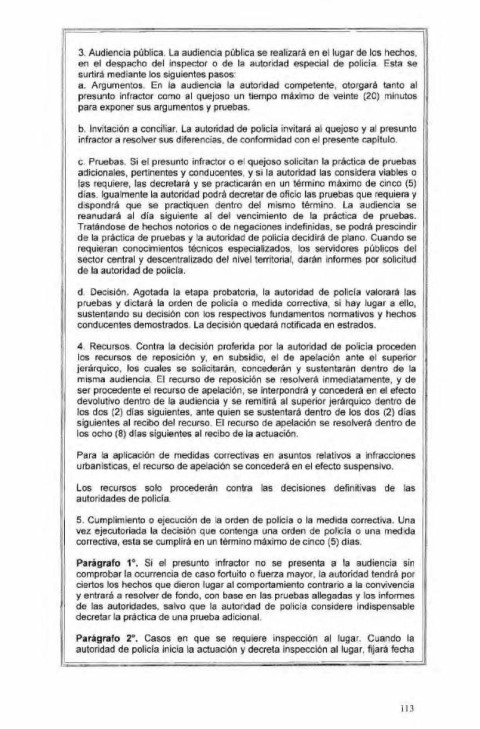 3. Audiencia pública. La audiencia pública se realizará en el lugar de los hechos,
en el despacho del inspector o de la autoridad especial de policía. Esta se
surtirá mediante los siguientes pasos:
a. Argumentos. En la audiencia la autoridad competente, otorgará tanto al
presunto infractor como al quejoso un tiempo máximo de veinte (20) minutos
para exponer sus argumentos y pruebas.
b. Invitación a conciliar. La autoridad de policía invitará al quejoso y al presunto
infractor a resolver sus diferencias, de conformidad con el presente capítulo.
c. Pruebas. Si el presunto infractor o el quejoso solicitan la práctica de pruebas
adicionales, pertinentes y conducentes, y si la autoridad las considera viables o
las requiere, las decretará y se practicarán en un término máximo de cinco (5)
días. Igualmente la autoridad podrá decretar de oficio las pruebas que requiera y
dispondrá que se practiquen dentro del mismo término. La audiencia se
reanudará al día siguiente al del vencimiento de la práctica de pruebas.
Tratándose de hechos notorios o de negaciones indefinidas, se podrá prescindir
de la práctica de pruebas y la autoridad de policía decidirá de plano. Cuando se
requieran conocimientos técnicos especializados, los servidores públicos del
sector central y descentralizado del nivel territorial, darán informes por solicitud
de la autoridad de policía.
d. Decisión. Agotada la etapa probatoria, la autoridad de policía valorará las
pruebas y dictará la orden de policía o medida correctiva, si hay lugar a ello,
sustentando su decisión con los respectivos fundamentos normativos y hechos
conducentes demostrados. La decisión quedará notificada en estrados.
4. Recursos. Contra la decisión proferida por la autoridad de policía proceden
los recursos de reposición y, en subsidio, el de apelación ante el superior
jerárquico, los cuales se solicitarán, concederán y sustentarán dentro de la
misma audiencia. El recurso de reposición se resolverá inmediatamente, y de
ser procedente el recurso de apelación, se interpondrá y concederá en el efecto
devolutivo dentro de la audiencia y se remitirá al superior jerárquico dentro de
los dos (2) días siguientes, ante quien se sustentará dentro de los dos (2) días
siguientes al recibo del recurso. El recurso de apelación se resolverá dentro de
los ocho (8) días siguientes al recibo de la actuación.
Para la aplicación de medidas correctivas en asuntos relativos a infracciones
urbanísticas, el recurso de apelación se concederá en el efecto suspensivo.
Los recursos solo procederán contra las decisiones definitivas de las
autoridades de policía.
5. Cumplimiento o ejecución de la orden de policía o la medida correctiva. Una
vez ejecutoriada la decisión que contenga una orden de policía o una medida
correctiva, esta se cumplirá en un término máximo de cinco (5) días.
Parágrafo 1°. Si el presunto infractor no se presenta a la audiencia sin
comprobar la ocurrencia de caso fortuito o fuerza mayor, la autoridad tendrá por
ciertos los hechos que dieron lugar al comportamiento contrario a la convivencia
y entrará a resolver de fondo, con base en las pruebas allegadas y los informes
de las autoridades, salvo que la autoridad de policía considere indispensable
decretar la práctica de una prueba adicional.
Parágrafo 2°. Casos en que se requiere inspección al lugar. Cuando la
autoridad de policía inicia la actuación y decreta inspección al lugar, fijará fecha
113